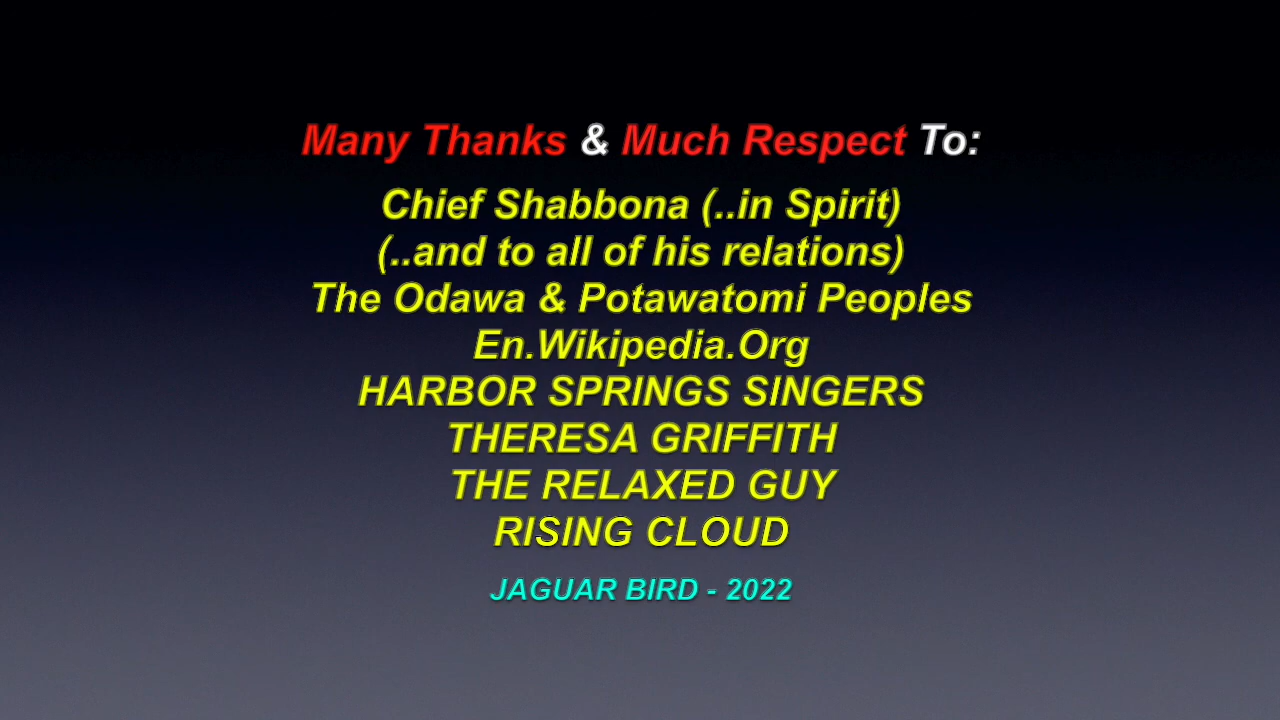 Many Thanks & Much Respect To:
Chief Shabbona (..in Spirit)
(..and to all of his relations)
The Odawa & Potawatomi Peoples
En.Wikipedia.Org
HARBOR SPRINGS SINGERS
THERESA GRIFFITH
THE RELAXED GUY
RISING CLOUD
JAGUAR BIRD - 2022